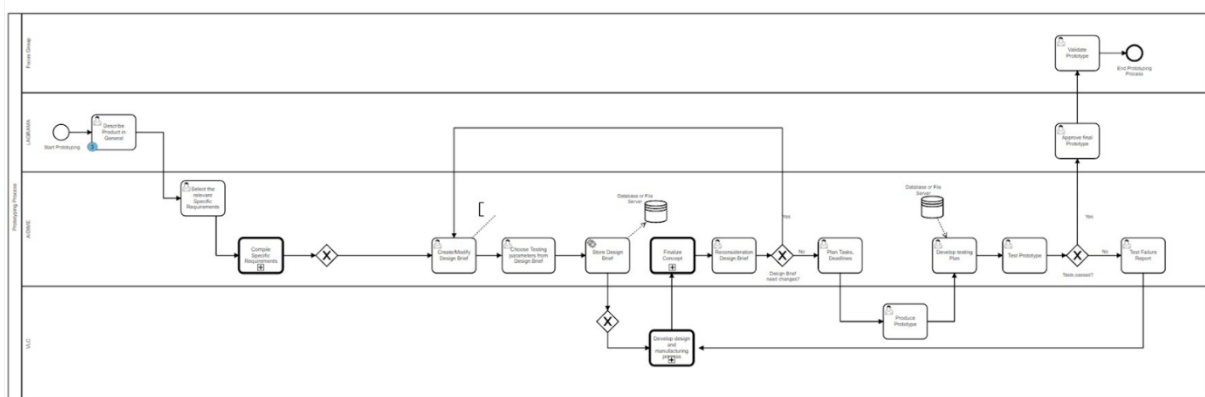 Prototyping Process
Focus Group
LAGRAMA
VLC
Start Prototyping
Describe
Product in
General
Select the
relevant
Specific
Requirements
Compile
Specific
Requirements
Create/Modify
Design Brief
Choose Testing
parameters from
Design Brief
Store Design
Brief
Database or File
Server
Finalize
Concept
Reconsideration
Design Brief
Yes
No
Design Brief
need changes?
Plan Tasks,
Deadlines
Produce
Prototype
Develop design
and
manufacturing
process
Database or File
Server
Develop testing
Plan
Test Prototype
Yes
No
Tests passed?
Test Failure
Report
Approve final
Prototype
Validate
Prototype
End Prototyping
Process